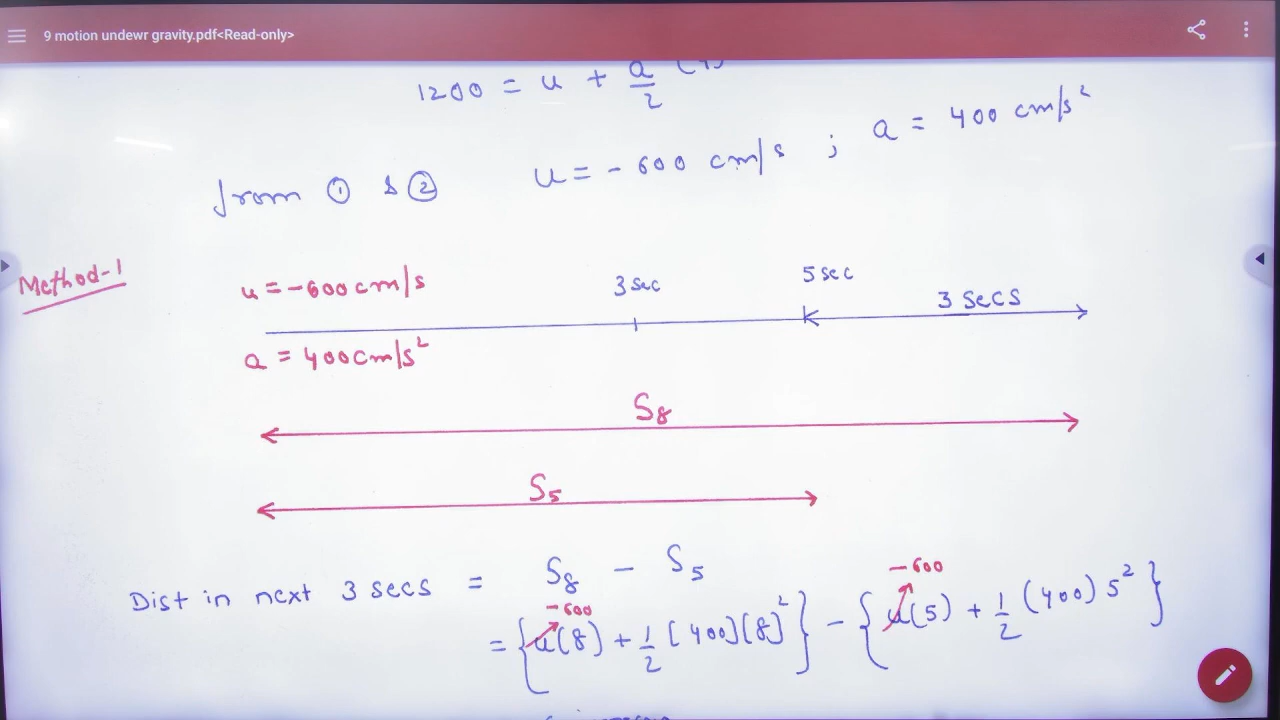 9 motion undewr gravity.pdf<Read-only>
1200 = u + a/2
from ① & ② u = - 600 cm/s ; a = 400 cm/s²
Method-1
u = -600 cm/s 3 sec 5 sec 3 secs
a = 400 cm/s²
S₈
S₅
Dist in next 3 secs = S₈ - S₅
-600 -600
= {u(8) + 1/2 [400][8]²} - {u(5) + 1/2 (400) 5²}